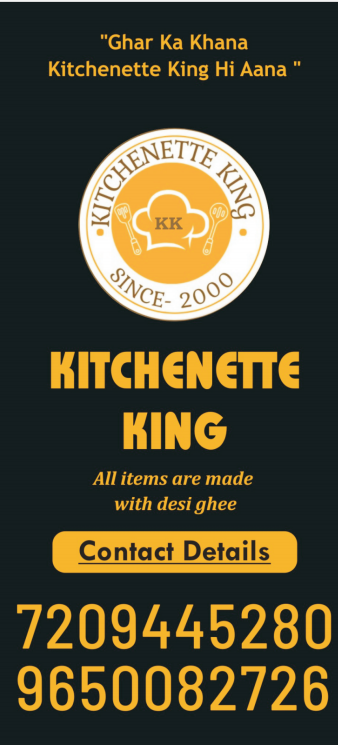 "Ghar Ka Khana
Kitchenette King Hi Aana "
KITCHENETTE KING
KK
SINCE- 2000
KITCHENETTE
KING
All items are made
with desi ghee
Contact Details
7209445280
9650082726